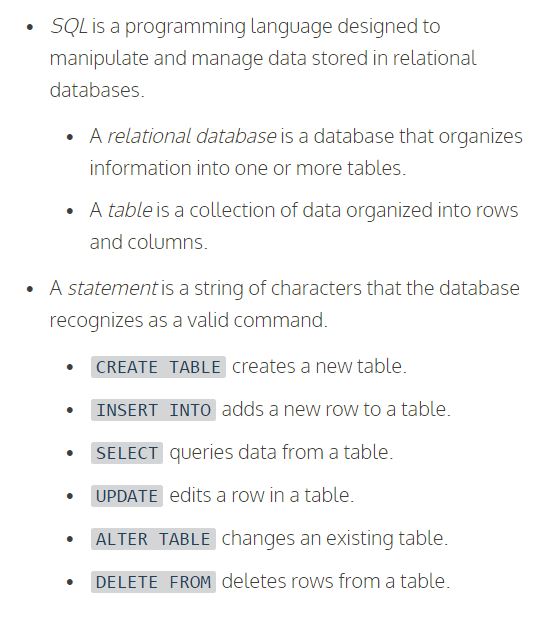 SQL is a programming language designed to
manipulate and manage data stored in relational
databases.
A relational database is a database that organizes
information into one or more tables.
A table is a collection of data organized into rows
and columns.
A statement is a string of characters that the database
recognizes as a valid command.
CREATE TABLE creates a new table.
INSERT INTO adds a new row to a table.
SELECT queries data from a table.
UPDATE edits a row in a table.
ALTER TABLE changes an existing table.
DELETE FROM deletes rows from a table.